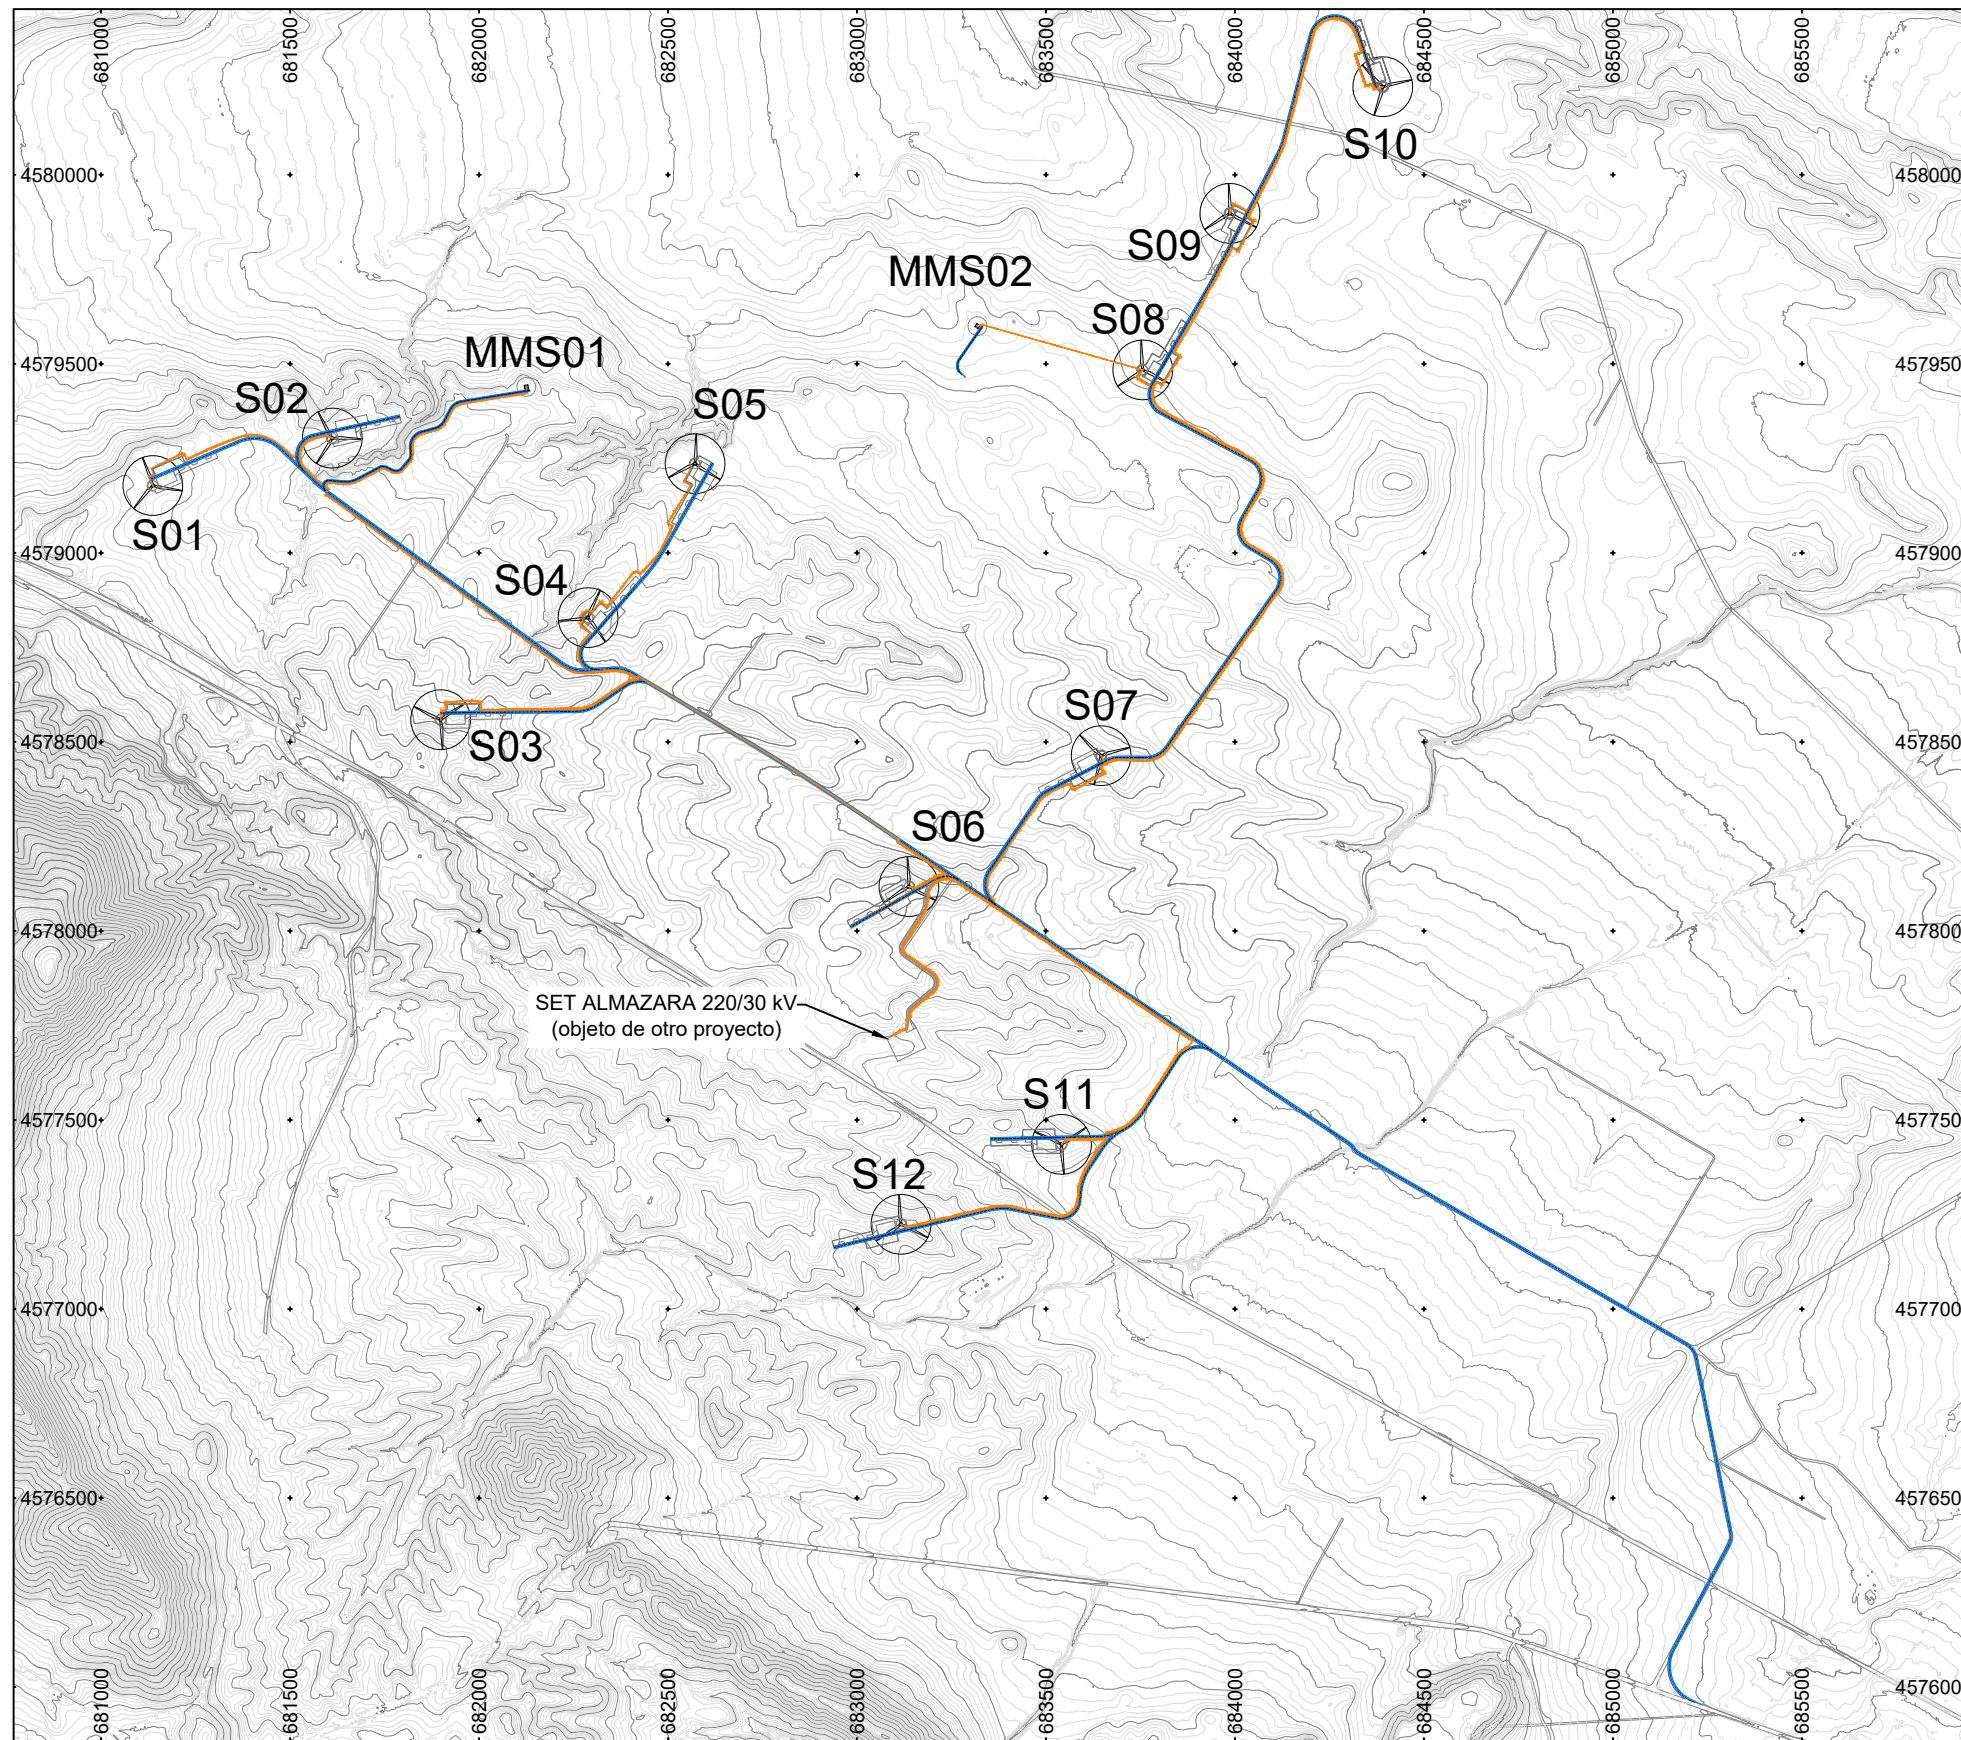 681000
681500
682000
682500
683000
683500
684000
684500
685000
685500
S10
4580000
458000
S09
MMS02
S08
4579500
457950
MMS01
S02
S05
S01
4579000
457900
S04
S07
S03
4578500
457850
S06
4578000
457800
SET ALMAZARA 220/30 kV
(objeto de otro proyecto)
S11
4577500
457750
S12
4577000
457700
4576500
457650
457600
681000
681500
682000
682500
683000
683500
684000
684500
685000
685500